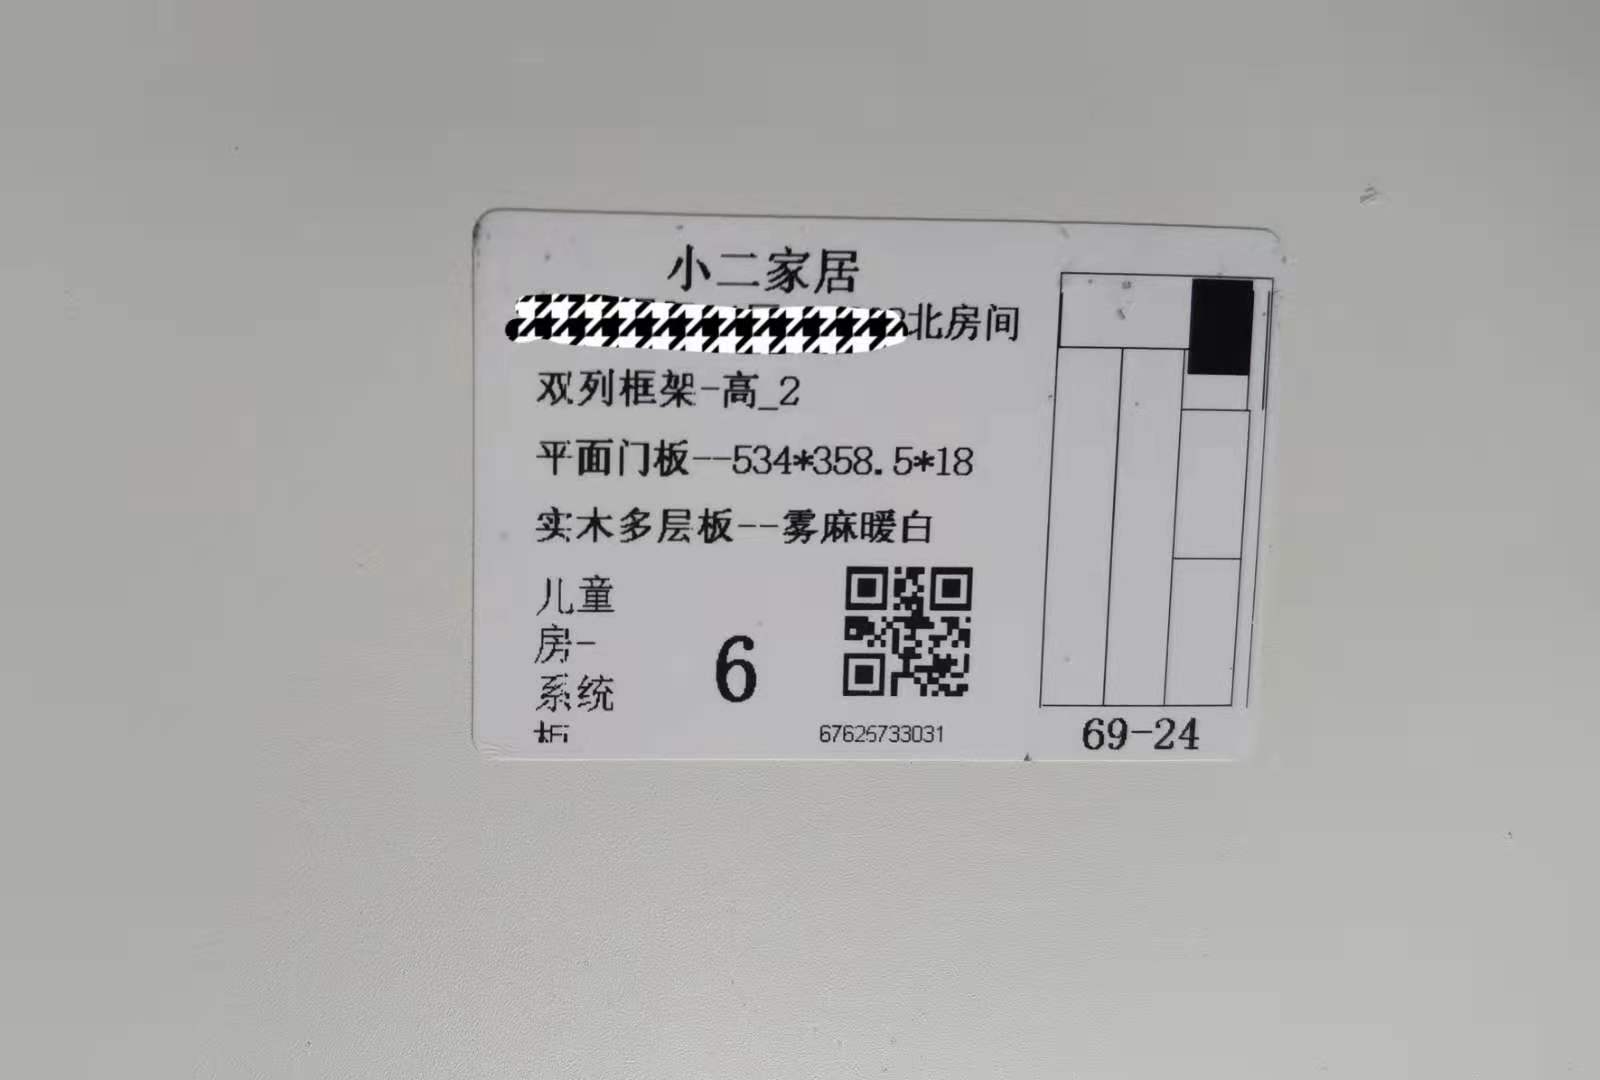 小二家居
北房间
双列框架-高_2
平面门板--534*358.5*18
实木多层板--雾麻暖白
儿童
房-
系统
6
67625733031
69-24